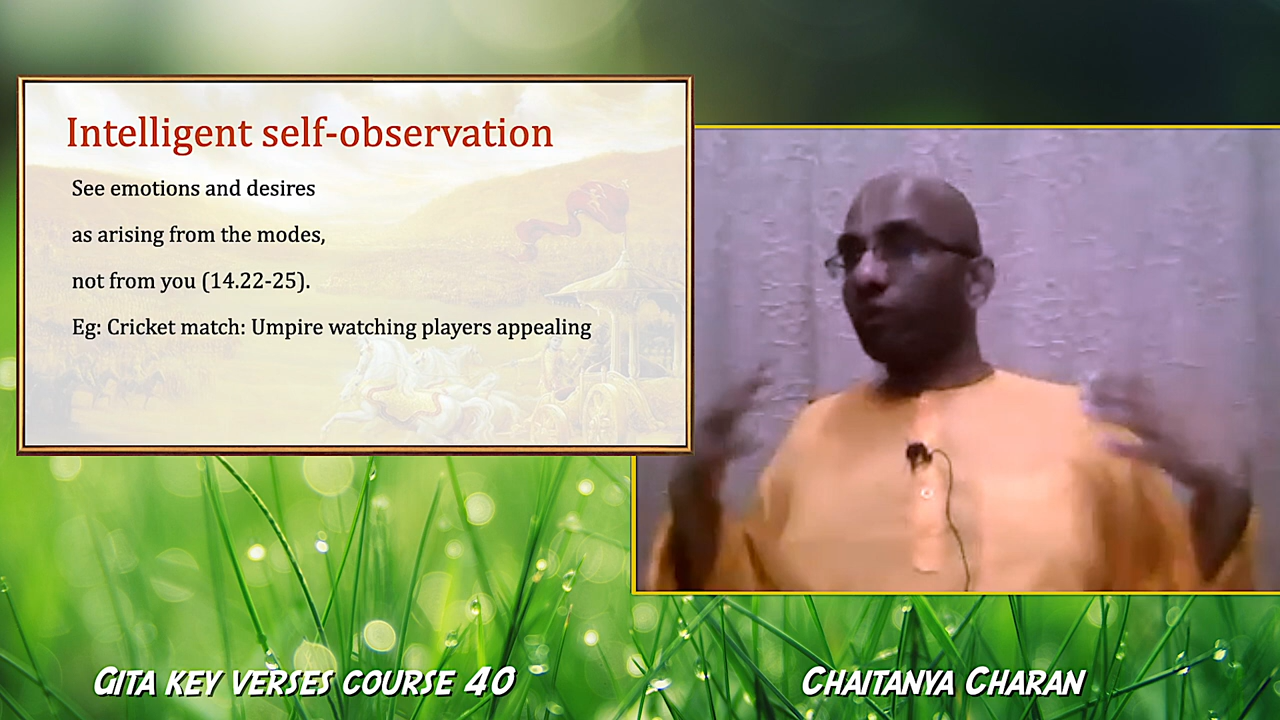 Intelligent self-observation
See emotions and desires
as arising from the modes,
not from you (14.22-25).
Eg: Cricket match: Umpire watching players appealing
Gita key verses course 40
Chaitanya Charan